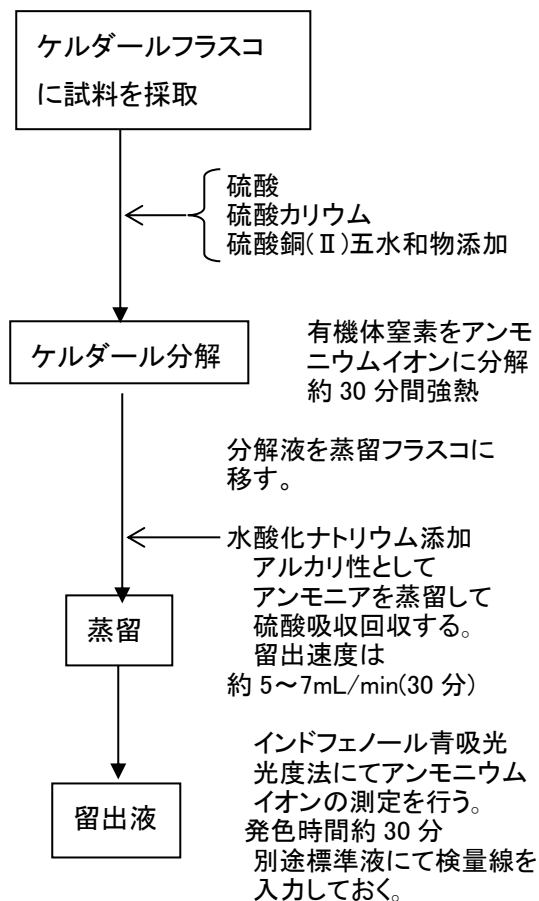 ケルダールフラスコ
に試料を採取
硫酸
硫酸カリウム
硫酸銅(Ⅱ)五水和物添加
ケルダール分解
有機体窒素をアンモ
ニウムイオンに分解
約 30 分間強熱
分解液を蒸留フラスコに
移す。
水酸化ナトリウム添加
アルカリ性として
アンモニアを蒸留して
硫酸吸収回収する。
留出速度は
約 5～7mL/min(30 分)
蒸留
インドフェノール青吸光
光度法にてアンモニウム
イオンの測定を行う。
発色時間約 30 分
別途標準液にて検量線を
入力しておく。
留出液